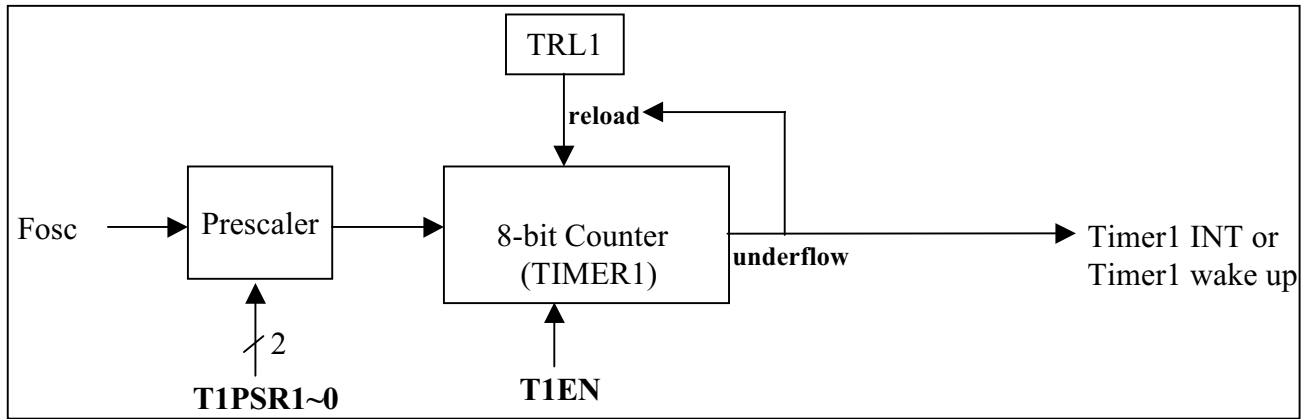 TRL1
reload
Fosc
Prescaler
8-bit Counter
(TIMER1)
underflow
Timer1 INT or
Timer1 wake up
2
T1PSR1~0
T1EN